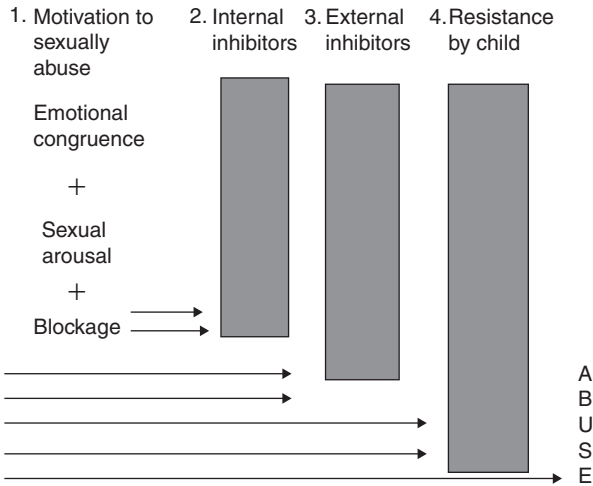 1. Motivation to
sexually
abuse
2. Internal
inhibitors
3. External
inhibitors
4. Resistance
by child
Emotional
congruence
+
Sexual
arousal
+
Blockage
A
B
U
S
E